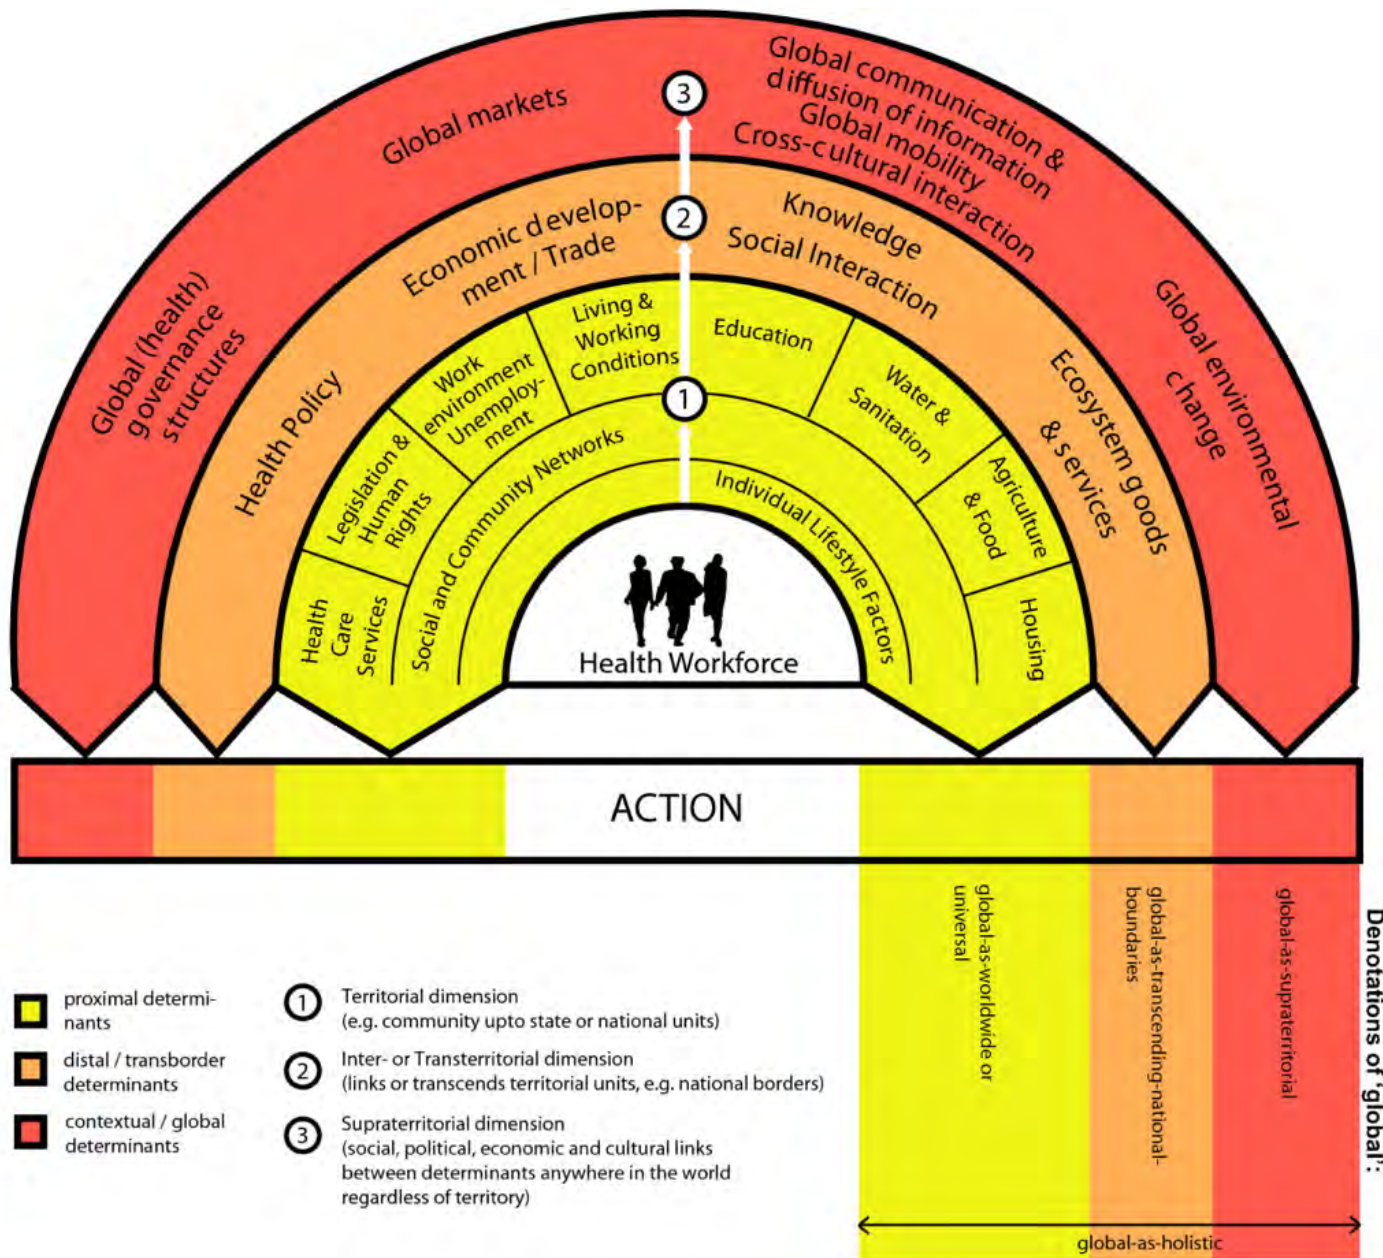 Global markets
3
Global communication &
diffusion of information
Global mobility
Cross-cultural interaction
Global (health)
governance
structures
Global environmental
change
Economic develop-
ment / Trade
2
Knowledge
Social Interaction
Health Policy
Ecosystem goods
& services
Living &
Working
Conditions
Education
Work
environment
Unemploy-
ment
Water &
Sanitation
Legislation &
Human
Rights
Agriculture
& Food
Health
Care
Services
Housing
1
Social and Community Networks
Individual Lifestyle Factors
Health Workforce
ACTION
global-as-worldwide or
universal
global-as-transcending-national-
boundaries
global-as-supraterritorial
Denotations of 'global':
global-as-holistic
proximal determi-
nants
distal / transborder
determinants
contextual / global
determinants
1
Territorial dimension
(e.g. community upto state or national units)
2
Inter- or Transterritorial dimension
(links or transcends territorial units, e.g. national borders)
3
Supraterritorial dimension
(social, political, economic and cultural links
between determinants anywhere in the world
regardless of territory)